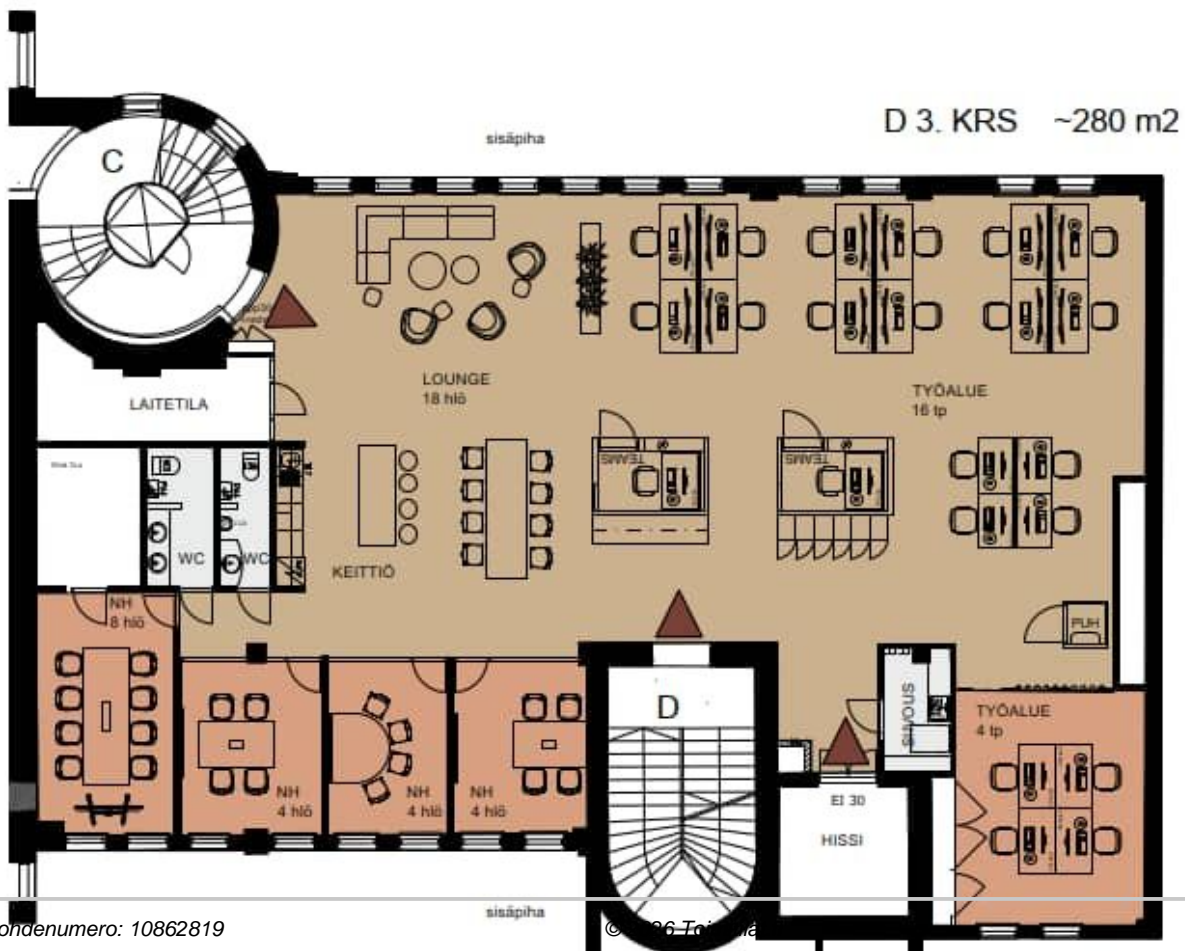 D 3. KRS ~280 m2
sisäpiha
C
LOUNGE
18 hlö
TYÖALUE
16 tp
LAITETILA
TEAMS
TEAMS
WC
WC
KEITTIÖ
NH
8 hlö
PUH
D
SIIVOUS
TYÖALUE
4 tp
NH
4 hlö
NH
4 hlö
NH
4 hlö
EI 30
HISSI
sisäpiha
ondenumero: 10862819
©